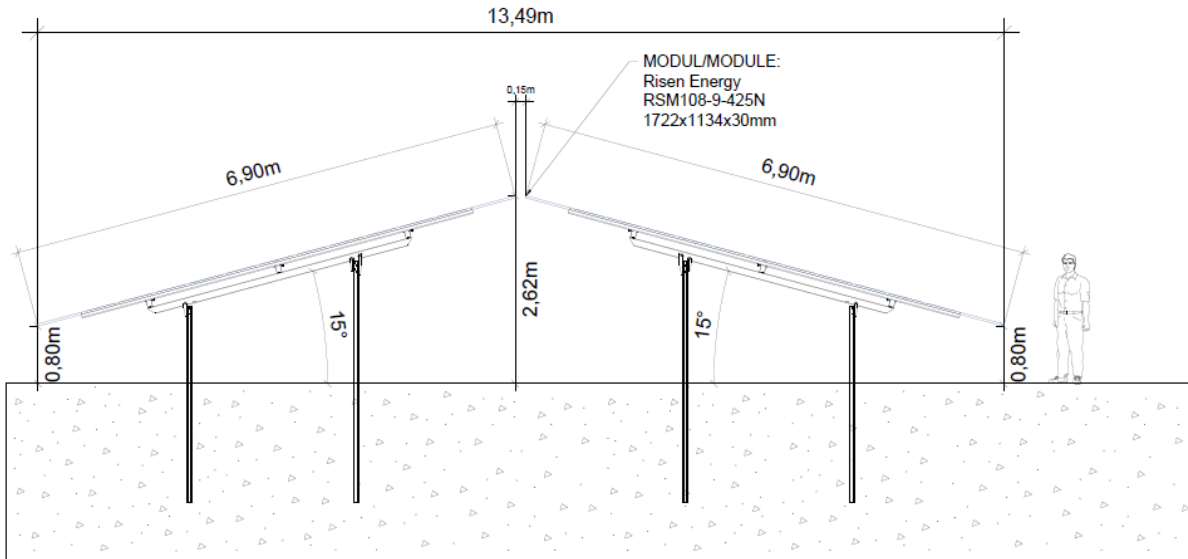 13,49m
MODUL/MODULE:
Risen Energy
RSM108-9-425N
1722x1134x30mm
0,15m
6,90m
6,90m
2,62m
15°
15°
0,80m
0,80m